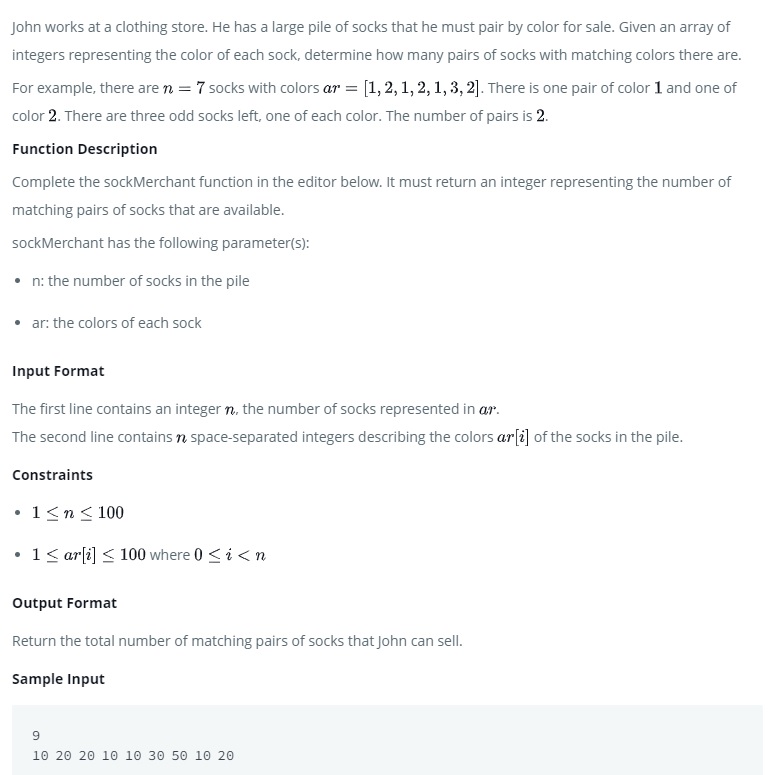 John works at a clothing store. He has a large pile of socks that he must pair by color for sale. Given an array of
integers representing the color of each sock, determine how many pairs of socks with matching colors there are.
For example, there are n = 7 socks with colors ar = [1, 2, 1, 2, 1, 3, 2]. There is one pair of color 1 and one of
color 2. There are three odd socks left, one of each color. The number of pairs is 2.
Function Description
Complete the sockMerchant function in the editor below. It must return an integer representing the number of
matching pairs of socks that are available.
sockMerchant has the following parameter(s):
• n: the number of socks in the pile
• ar: the colors of each sock
Input Format
The first line contains an integer n, the number of socks represented in ar.
The second line contains n space-separated integers describing the colors ar[i] of the socks in the pile.
Constraints
• 1 ≤ n ≤ 100
• 1 ≤ ar[i] ≤ 100 where 0 ≤ i < n
Output Format
Return the total number of matching pairs of socks that John can sell.
Sample Input
9
10 20 20 10 10 30 50 10 20